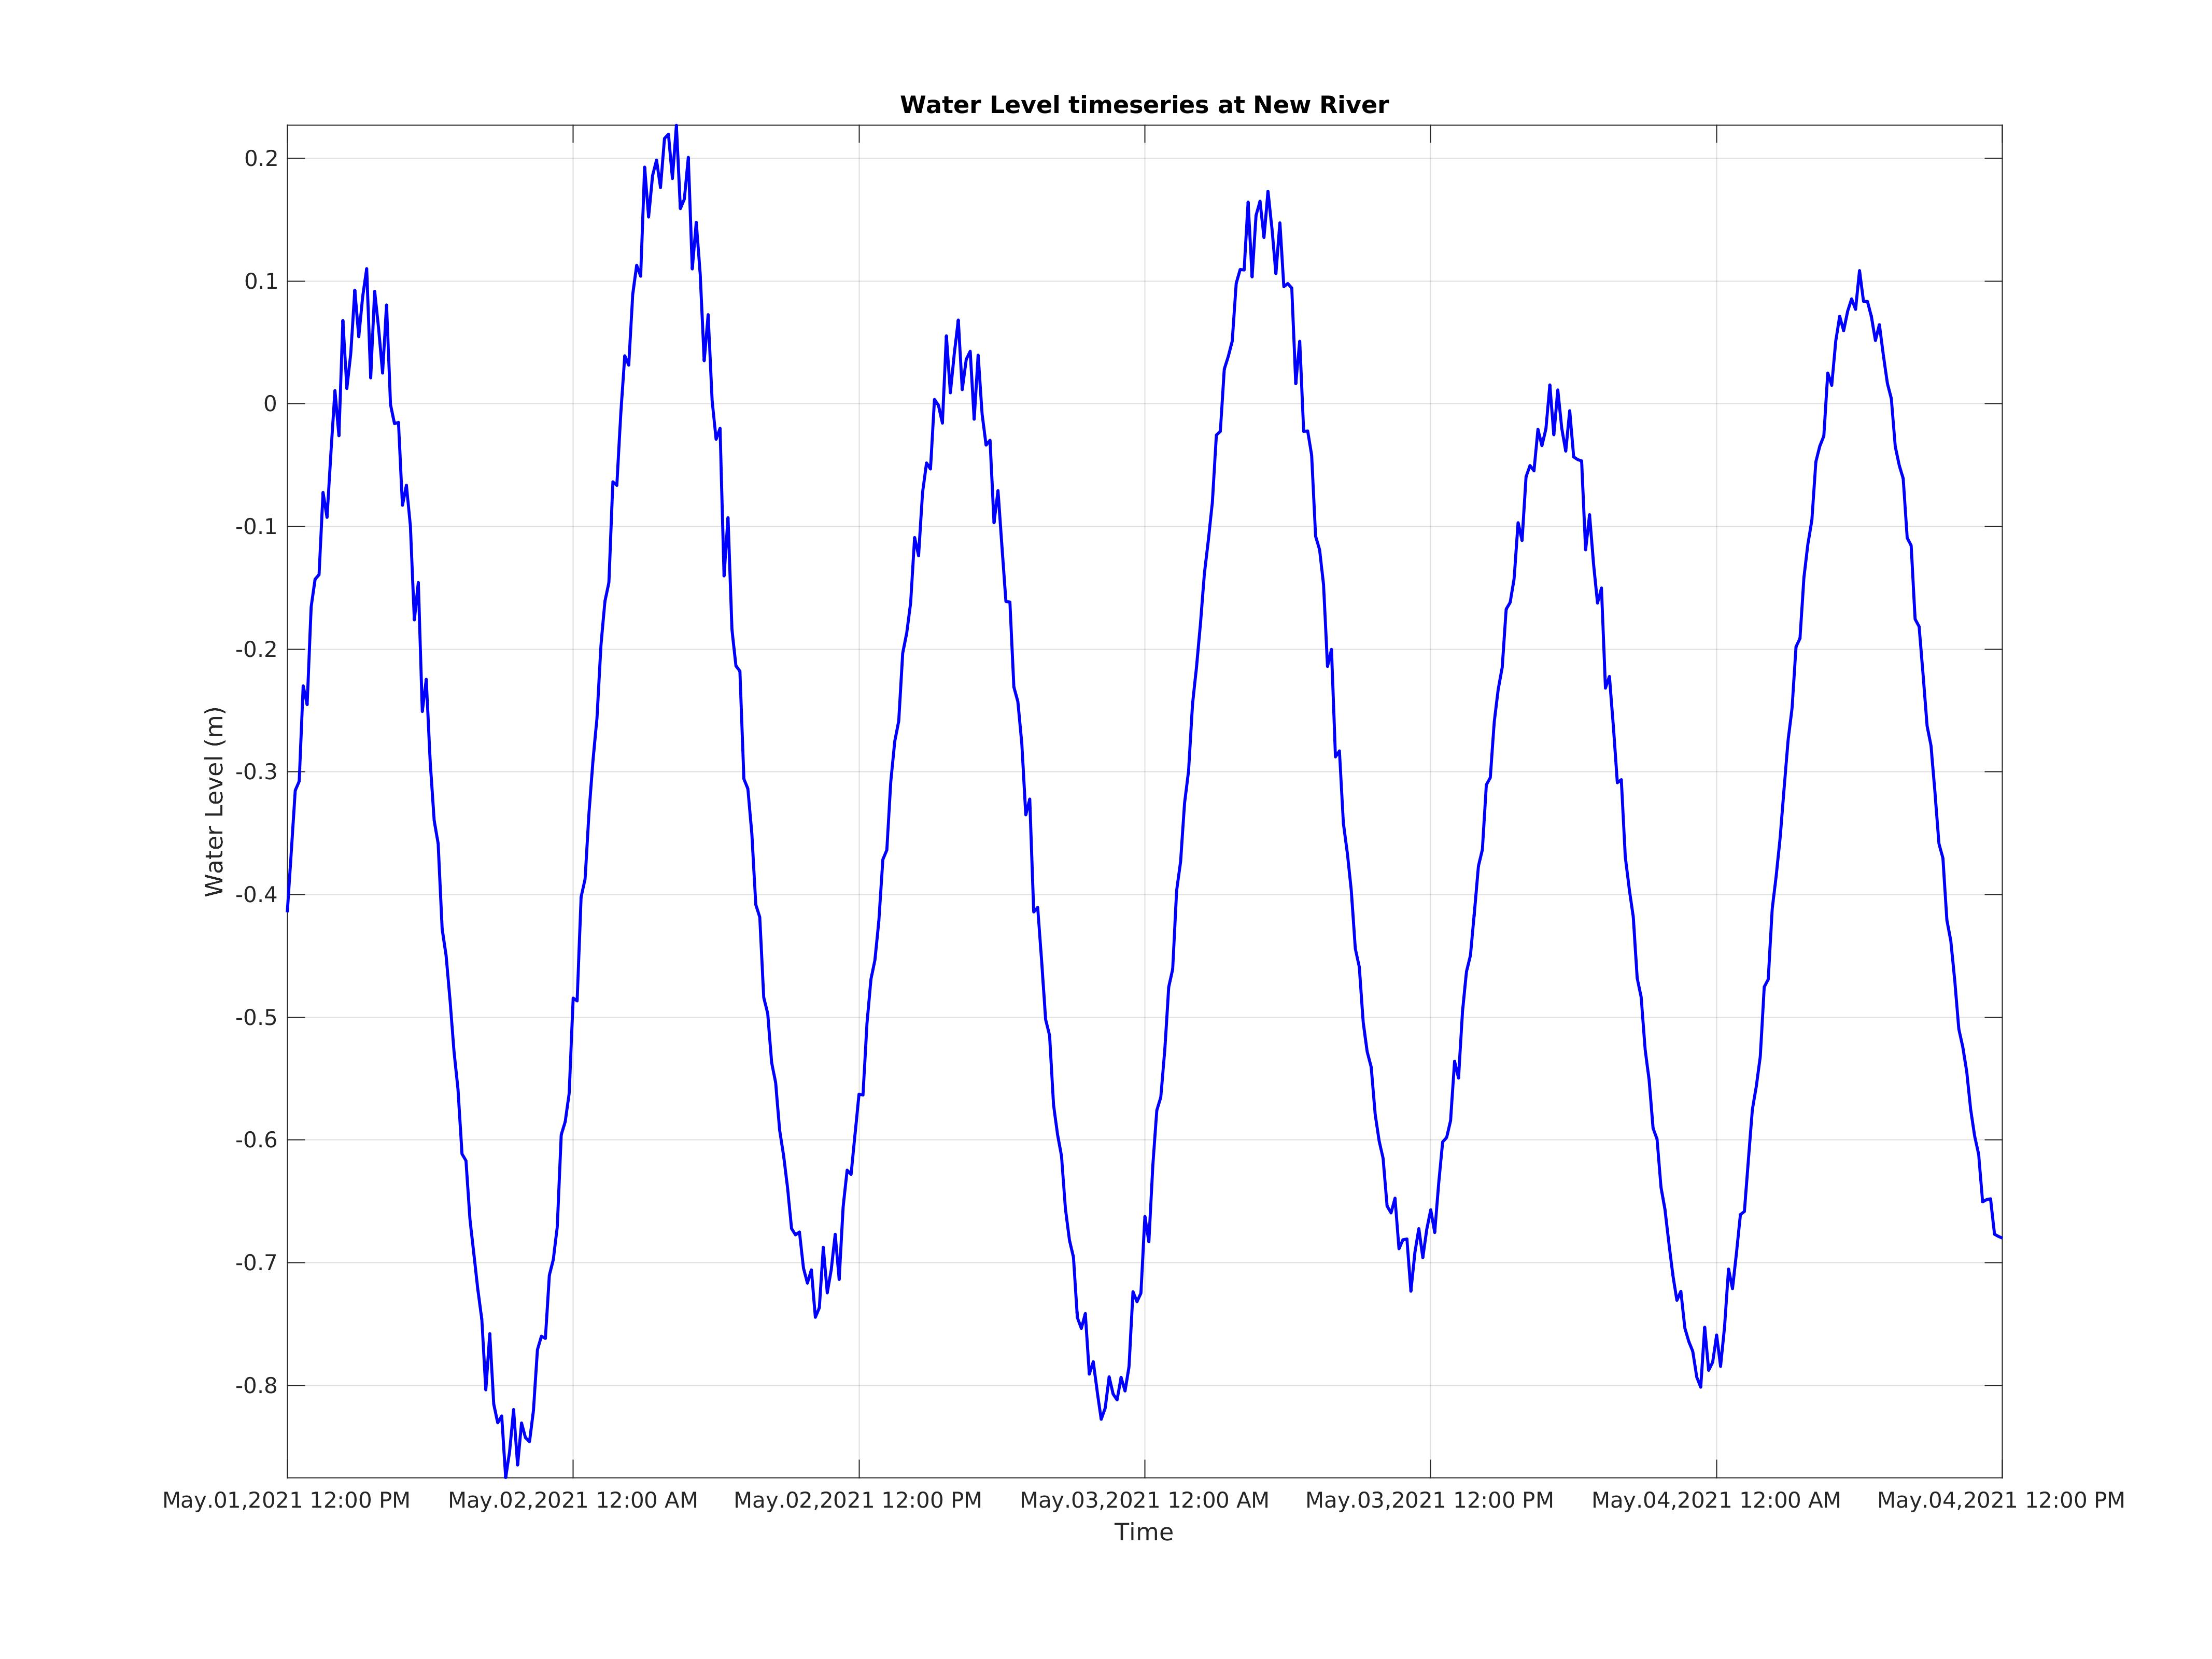 Water Level timeseries at New River
0.2
0.1
0
-0.1
-0.2
-0.3
-0.4
-0.5
-0.6
-0.7
-0.8
Water Level (m)
May.01,2021 12:00 PM
May.02,2021 12:00 AM
May.02,2021 12:00 PM
May.03,2021 12:00 AM
May.03,2021 12:00 PM
May.04,2021 12:00 AM
May.04,2021 12:00 PM
Time